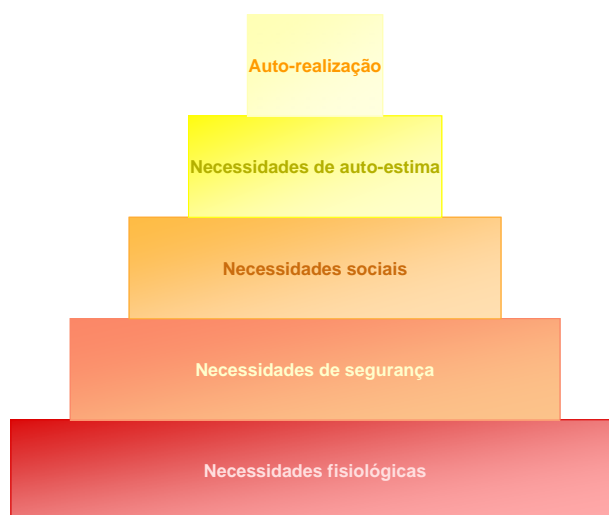 Auto-realização
Necessidades de auto-estima
Necessidades sociais
Necessidades de segurança
Necessidades fisiológicas